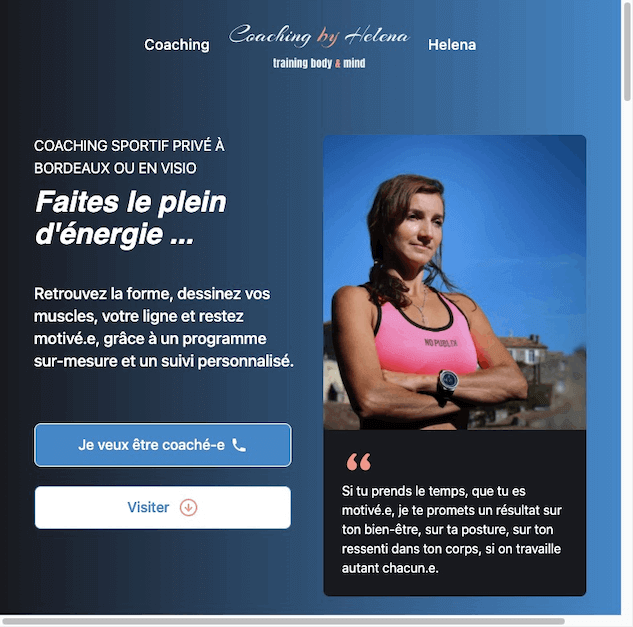 Coaching
Coaching by Helena
training body & mind
Helena
COACHING SPORTIF PRIVÉ À
BORDEAUX OU EN VISIO
Faites le plein
d'énergie ...
Retrouvez la forme, dessinez vos
muscles, votre ligne et restez
motivé.e, grâce à un programme
sur-mesure et un suivi personnalisé.
Je veux être coaché-e
Visiter
“
Si tu prends le temps, que tu es
motivé.e, je te promets un résultat sur
ton bien-être, sur ta posture, sur ton
ressenti dans ton corps, si on travaille
autant chacun.e.